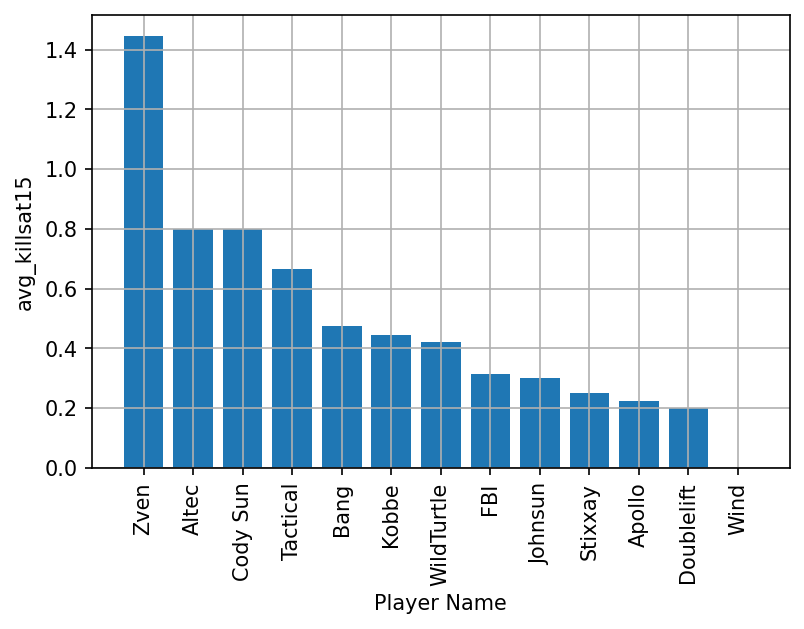 1.4
1.2
1.0
0.8
0.6
0.4
0.2
0.0
avg_killsat15
Zven
Altec
Cody Sun
Tactical
Bang
Kobbe
WildTurtle
FBI
Johnsun
Stixxay
Apollo
Doublelift
Wind
Player Name